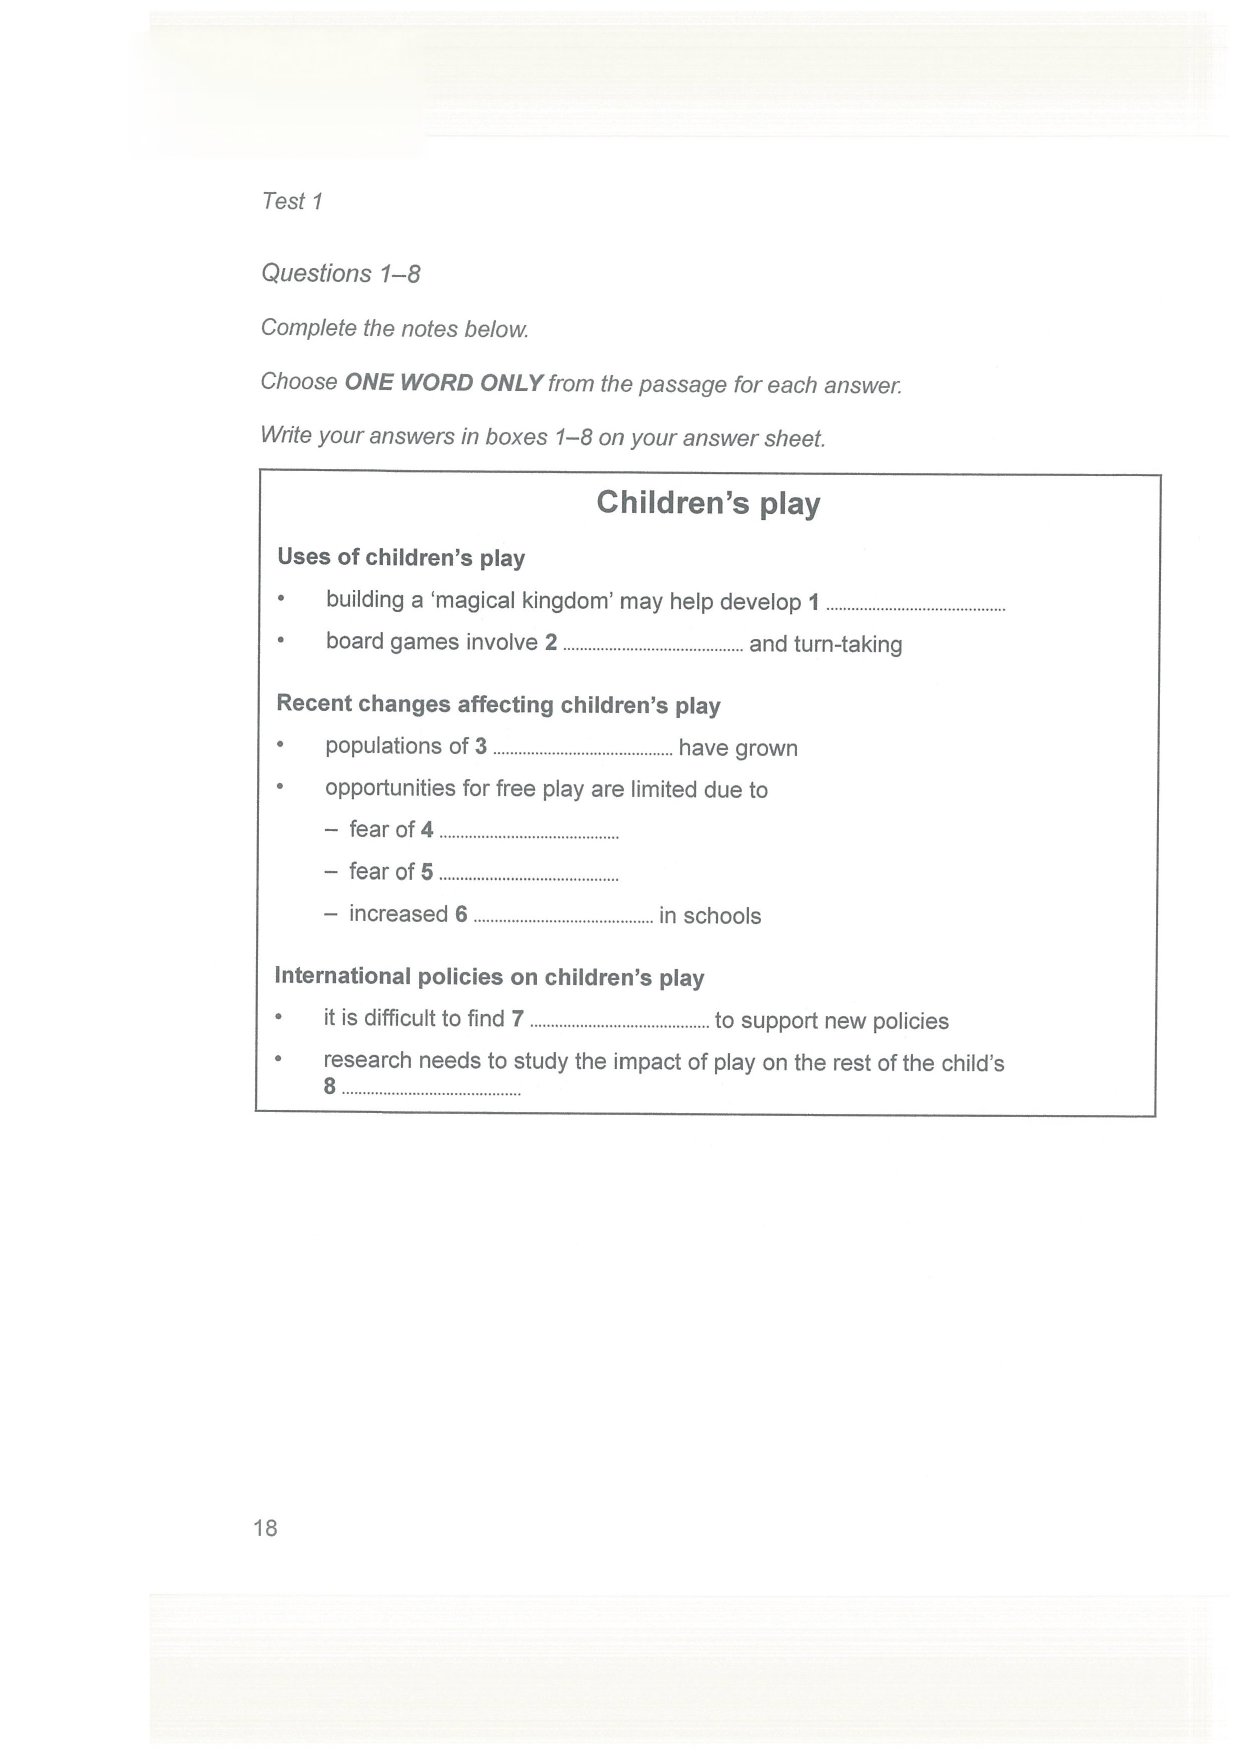 Test 1
Questions 1–8
Complete the notes below.
Choose ONE WORD ONLY from the passage for each answer.
Write your answers in boxes 1–8 on your answer sheet.
Children's play
Uses of children's play
• building a 'magical kingdom' may help develop 1 ..........................................
• board games involve 2 .......................................... and turn-taking
Recent changes affecting children's play
• populations of 3 .......................................... have grown
• opportunities for free play are limited due to
– fear of 4 ..........................................
– fear of 5 ..........................................
– increased 6 .......................................... in schools
International policies on children's play
• it is difficult to find 7 .......................................... to support new policies
• research needs to study the impact of play on the rest of the child's
8 ..........................................
18